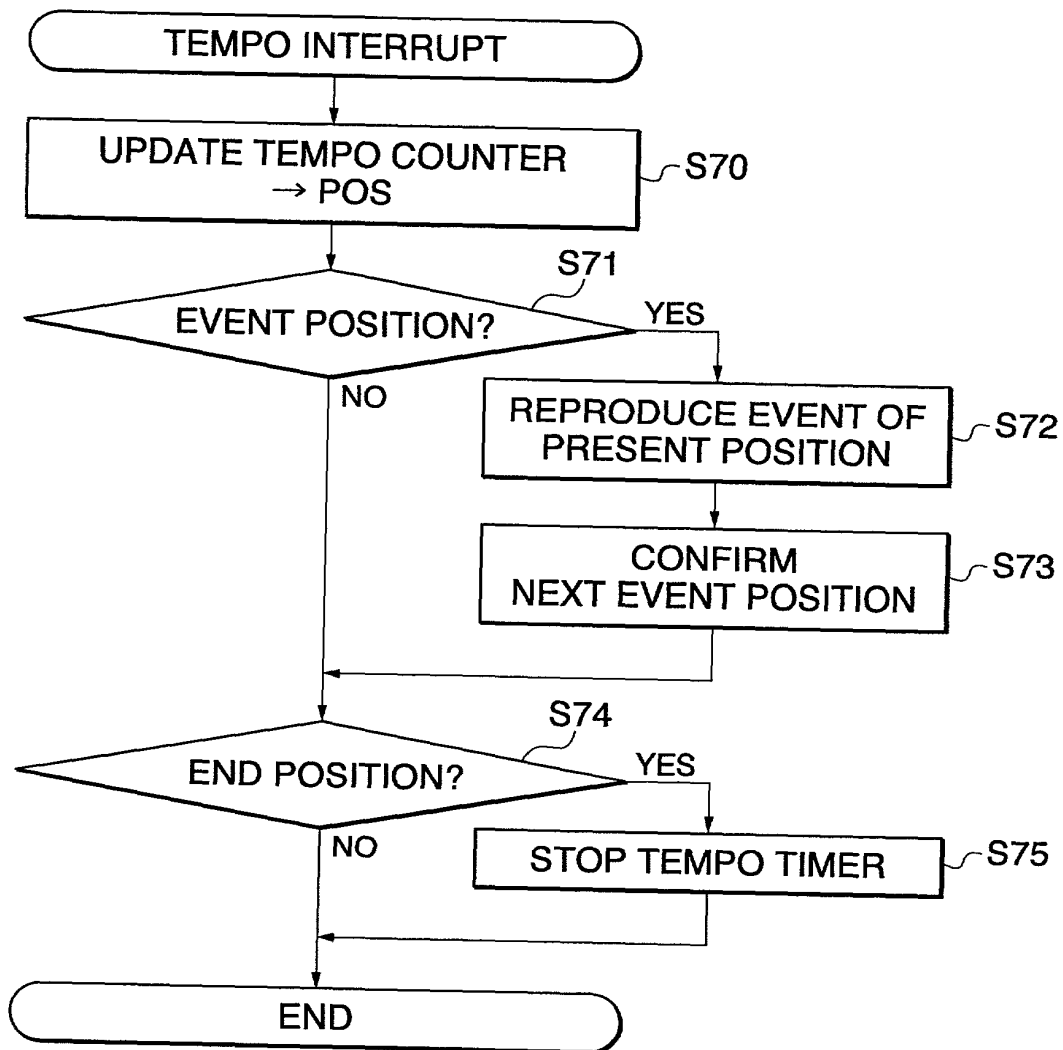 TEMPO INTERRUPT
UPDATE TEMPO COUNTER
→ POS
S70
S71
EVENT POSITION?
YES
NO
REPRODUCE EVENT OF
PRESENT POSITION
S72
CONFIRM
NEXT EVENT POSITION
S73
S74
END POSITION?
YES
NO
STOP TEMPO TIMER
S75
END